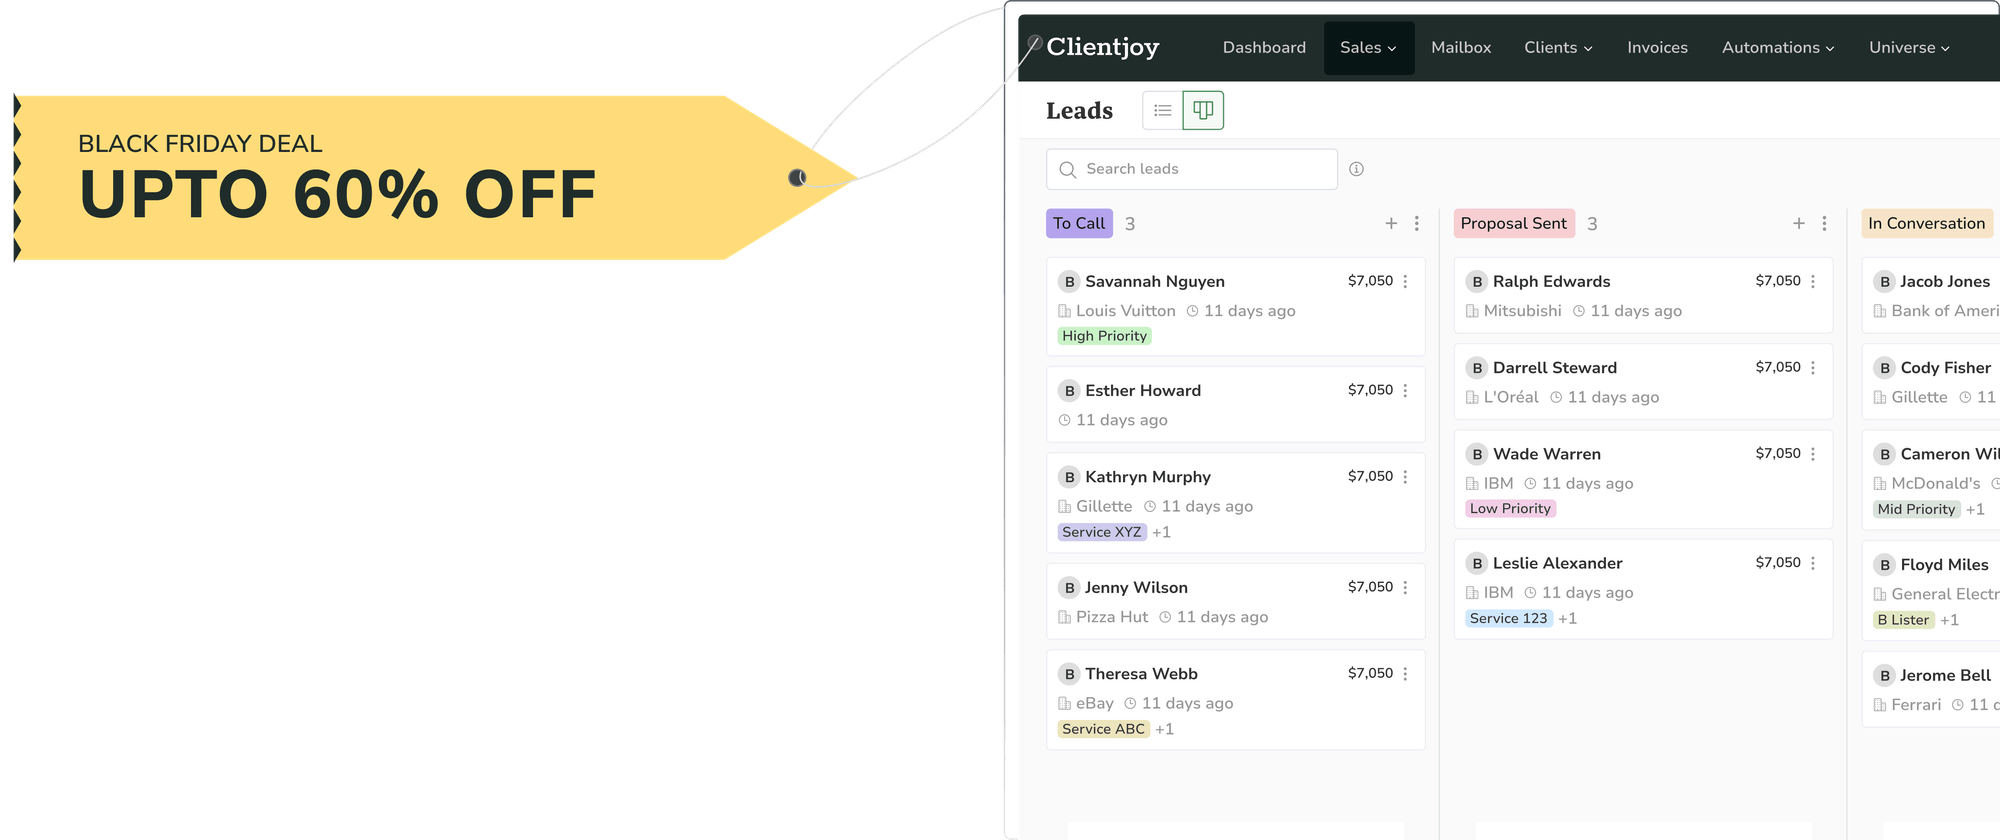 BLACK FRIDAY DEAL
UPTO 60% OFF
Clientjoy
Dashboard
Sales
Mailbox
Clients
Invoices
Automations
Universe
Leads
Search leads
To Call 3
B Savannah Nguyen $7,050
Louis Vuitton 11 days ago
High Priority
B Esther Howard $7,050
11 days ago
B Kathryn Murphy $7,050
Gillette 11 days ago
Service XYZ +1
B Jenny Wilson $7,050
Pizza Hut 11 days ago
B Theresa Webb $7,050
eBay 11 days ago
Service ABC +1
Proposal Sent 3
B Ralph Edwards $7,050
Mitsubishi 11 days ago
B Darrell Steward $7,050
L'Oréal 11 days ago
B Wade Warren $7,050
IBM 11 days ago
Low Priority
B Leslie Alexander $7,050
IBM 11 days ago
Service 123 +1
In Conversation
B Jacob Jones
Bank of
B Cody Fisher
Gillette 11
B Cameron
McDonald's
Mid Priority +1
B Floyd Miles
General
B Lister +1
B Jerome Bell
Ferrari 11